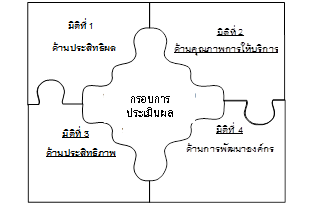 มิติที่ 1
ด้านประสิทธิผล
มิติที่ 2
ด้านคุณภาพการให้บริการ
กรอบการ
ประเมินผล
มิติที่ 3
ด้านประสิทธิภาพ
มิติที่ 4
ด้านการพัฒนาองค์กร